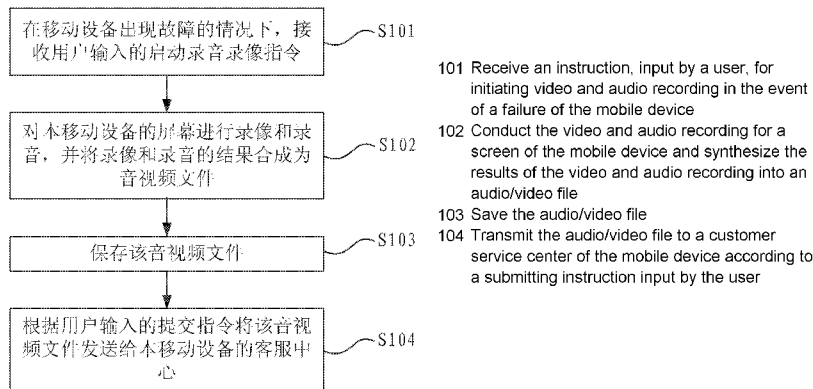 在移动设备出现故障的情况下，接
收用户输入的启动录音录像指令
S101
对本移动设备的屏幕进行录像和录
音，并将录像和录音的结果合成为
音视频文件
S102
保存该音视频文件
S103
根据用户输入的提交指令将该音视
频文件发送给本移动设备的客服中
心
S104
101 Receive an instruction, input by a user, for
initiating video and audio recording in the event
of a failure of the mobile device
102 Conduct the video and audio recording for a
screen of the mobile device and synthesize the
results of the video and audio recording into an
audio/video file
103 Save the audio/video file
104 Transmit the audio/video file to a customer
service center of the mobile device according to
a submitting instruction input by the user